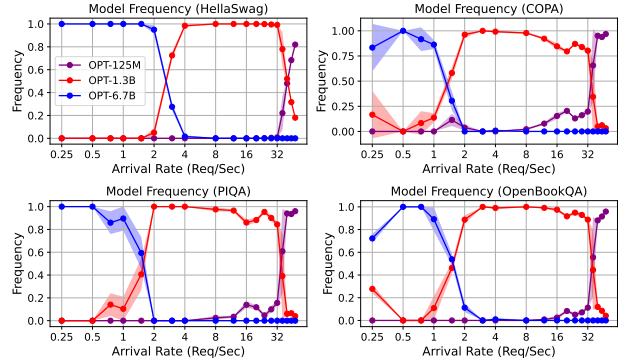 Model Frequency (HellaSwag)
Frequency
1.0
0.8
0.6
0.4
0.2
0.0
OPT-125M
OPT-1.3B
OPT-6.7B
0.25 0.5 1 2 4 8 16 32
Arrival Rate (Req/Sec)
Model Frequency (COPA)
Frequency
1.00
0.75
0.50
0.25
0.00
0.25 0.5 1 2 4 8 16 32
Arrival Rate (Req/Sec)
Model Frequency (PIQA)
Frequency
1.0
0.8
0.6
0.4
0.2
0.0
0.25 0.5 1 2 4 8 16 32
Arrival Rate (Req/Sec)
Model Frequency (OpenBookQA)
Frequency
1.0
0.8
0.6
0.4
0.2
0.0
0.25 0.5 1 2 4 8 16 32
Arrival Rate (Req/Sec)